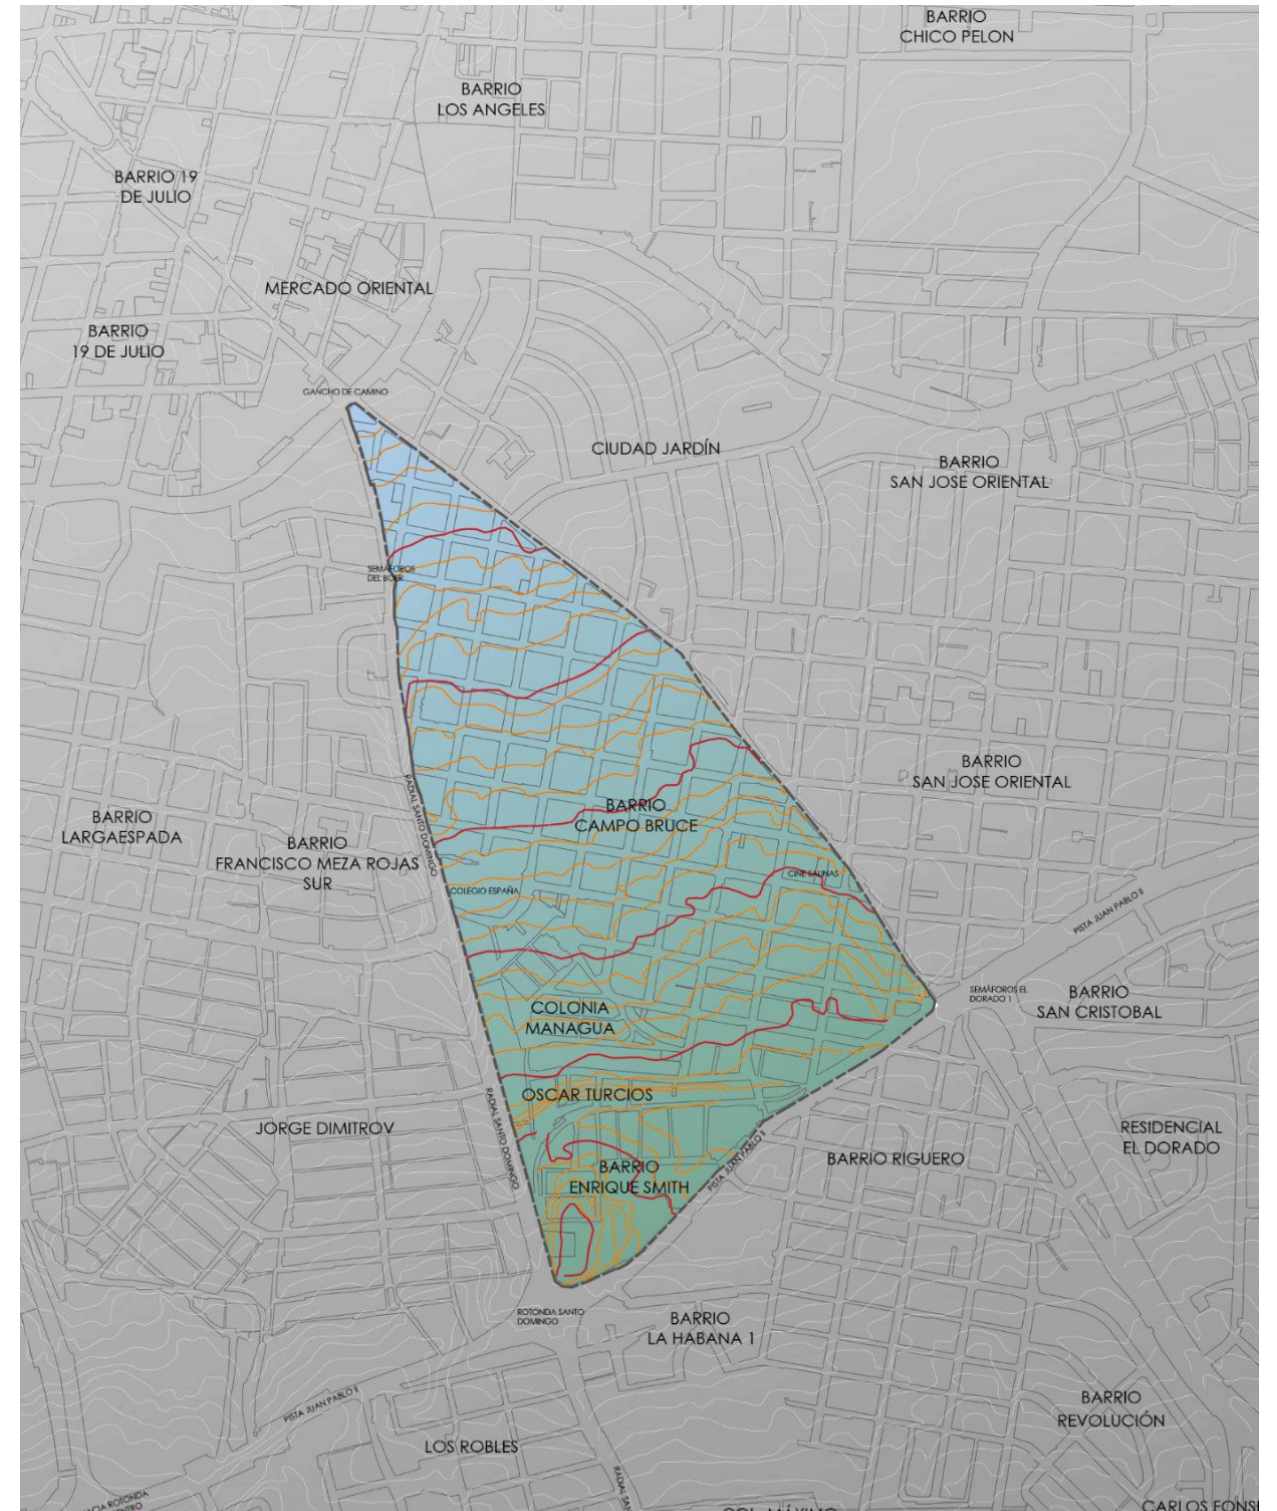 BARRIO
CHICO PELON
BARRIO
LOS ANGELES
BARRIO 19
DE JULIO
MERCADO ORIENTAL
BARRIO
19 DE JULIO
GANCHO DE CAMINO
CIUDAD JARDÍN
BARRIO
SAN JOSE ORIENTAL
SEMÁFOROS
DEL BOER
BARRIO
SAN JOSE ORIENTAL
RADIAL SANTO DOMINGO
BARRIO
CAMPO BRUCE
BARRIO
LARGAESPADA
BARRIO
FRANCISCO MEZA ROJAS
SUR
CINE SALINAS
COLEGIO ESPAÑA
PISTA JUAN PABLO II
SEMÁFOROS EL
DORADO 1
BARRIO
SAN CRISTOBAL
COLONIA
MANAGUA
OSCAR TURCIOS
RADIAL SANTO DOMINGO
JORGE DIMITROV
RESIDENCIAL
EL DORADO
BARRIO RIGUERO
PISTA JUAN PABLO II
BARRIO
ENRIQUE SMITH
ROTONDA SANTO
DOMINGO
BARRIO
LA HABANA 1
PISTA JUAN PABLO II
BARRIO
REVOLUCIÓN
LOS ROBLES
RADIAL
ROTONDA